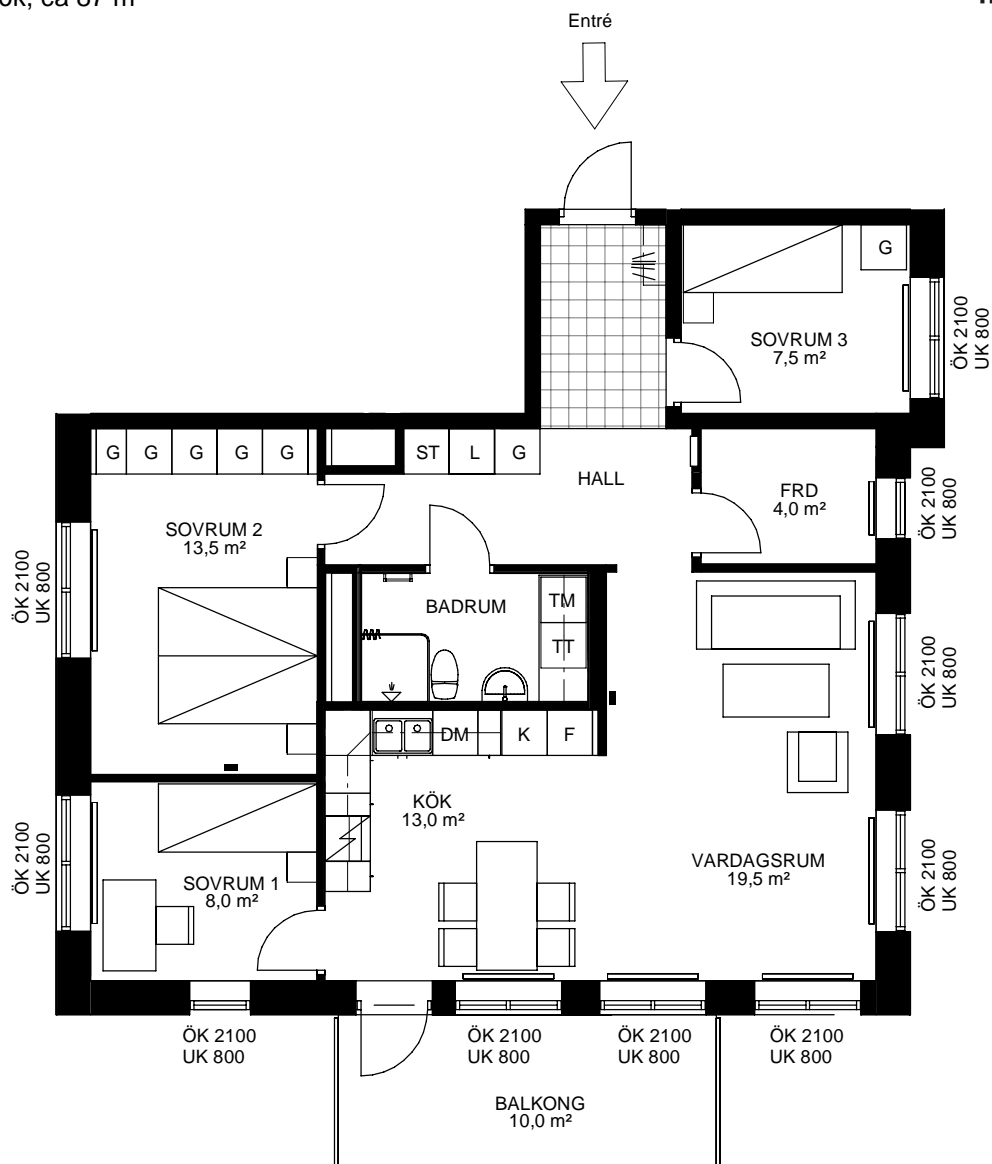 ca 87 m
Entré
G
SOVRUM 3
7,5 m²
ÖK 2100
UK 800
G
G
G
G
G
ST
L
G
HALL
FRD
4,0 m²
ÖK 2100
UK 800
SOVRUM 2
13,5 m²
ÖK 2100
UK 800
BADRUM
TM
TT
ÖK 2100
UK 800
DM
K
F
KÖK
13,0 m²
VARDAGSRUM
19,5 m²
ÖK 2100
UK 800
SOVRUM 1
8,0 m²
ÖK 2100
UK 800
ÖK 2100
UK 800
ÖK 2100
UK 800
ÖK 2100
UK 800
ÖK 2100
UK 800
BALKONG
10,0 m²